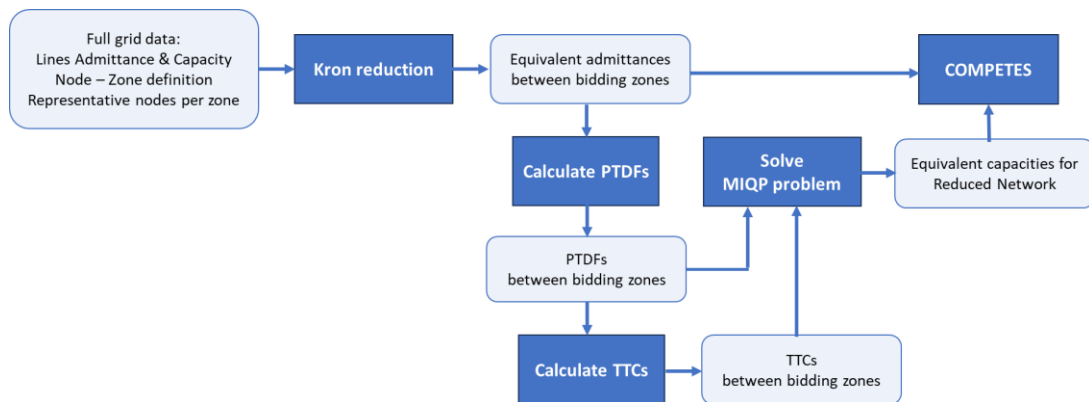 Full grid data:
Lines Admittance & Capacity
Node – Zone definition
Representative nodes per zone
Kron reduction
Equivalent admittances
between bidding zones
COMPETES
Calculate PTDFs
Solve
MIQP problem
Equivalent capacities for
Reduced Network
PTDFs
between bidding zones
Calculate TTCs
TTCs
between bidding zones